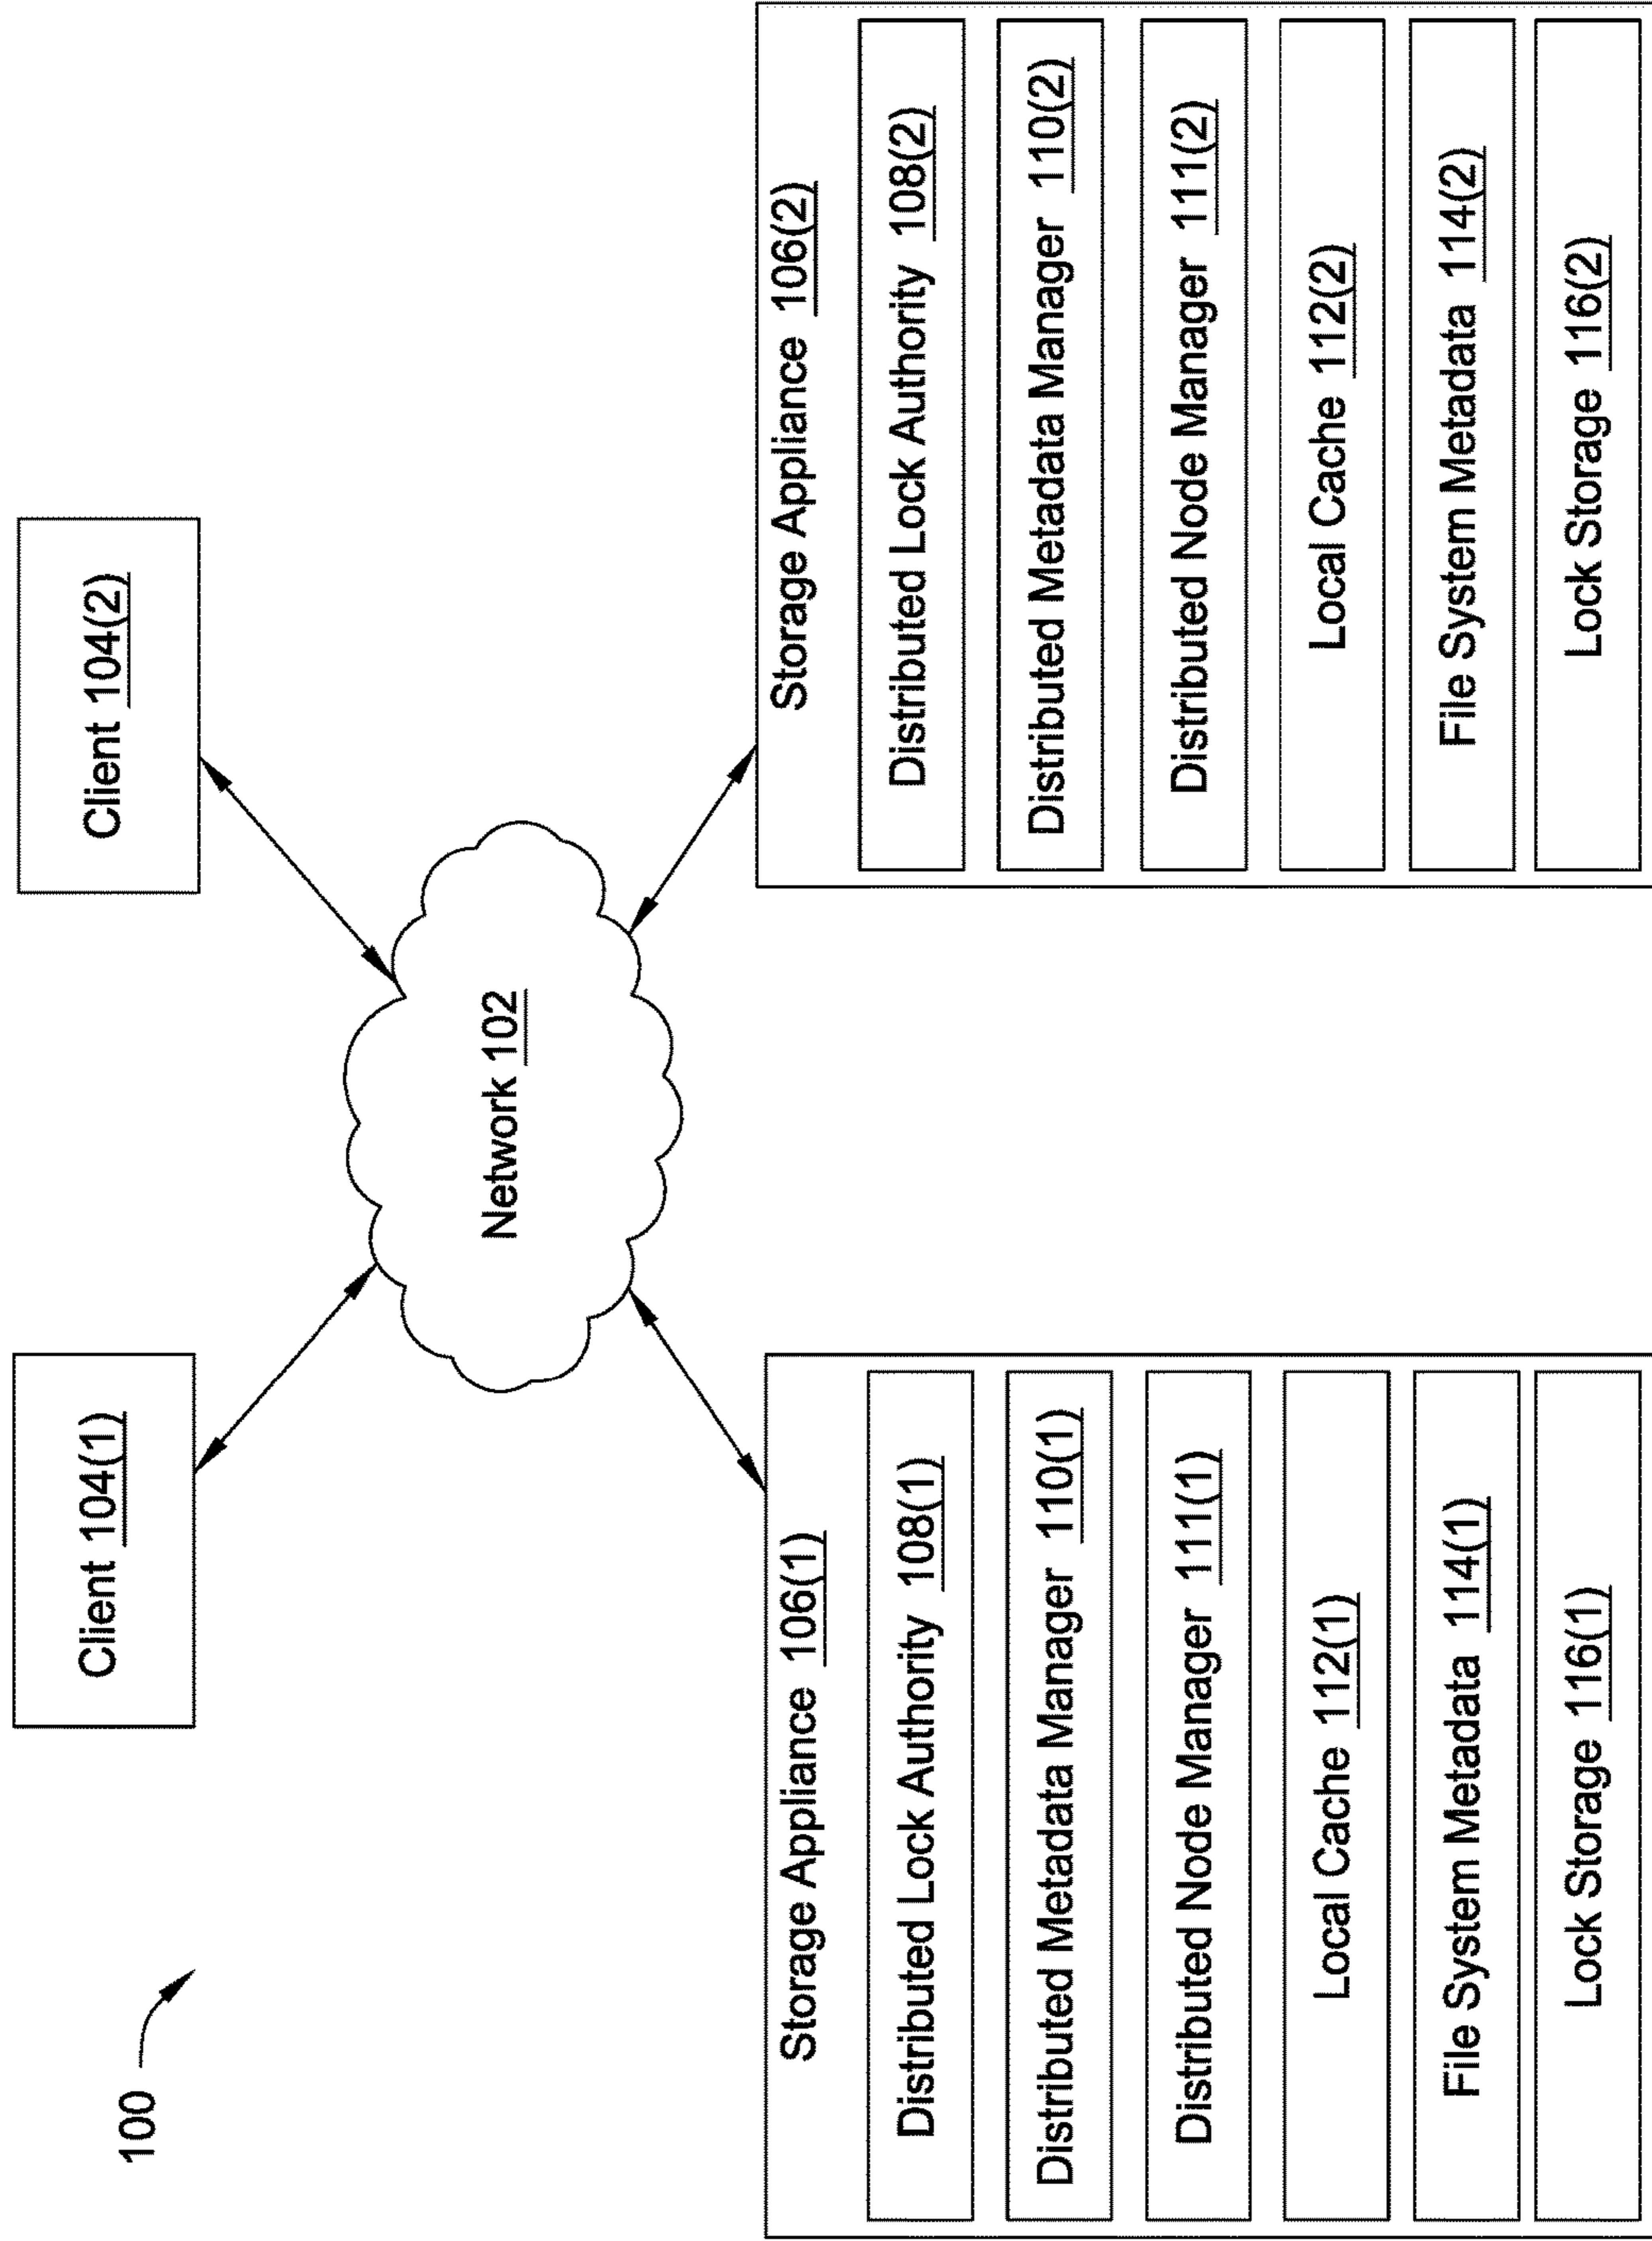 100
Client 104(1)
Client 104(2)
Network 102
Storage Appliance 106(1)
Distributed Lock Authority 108(1)
Distributed Metadata Manager 110(1)
Distributed Node Manager 111(1)
Local Cache 112(1)
File System Metadata 114(1)
Lock Storage 116(1)
Storage Appliance 106(2)
Distributed Lock Authority 108(2)
Distributed Metadata Manager 110(2)
Distributed Node Manager 111(2)
Local Cache 112(2)
File System Metadata 114(2)
Lock Storage 116(2)